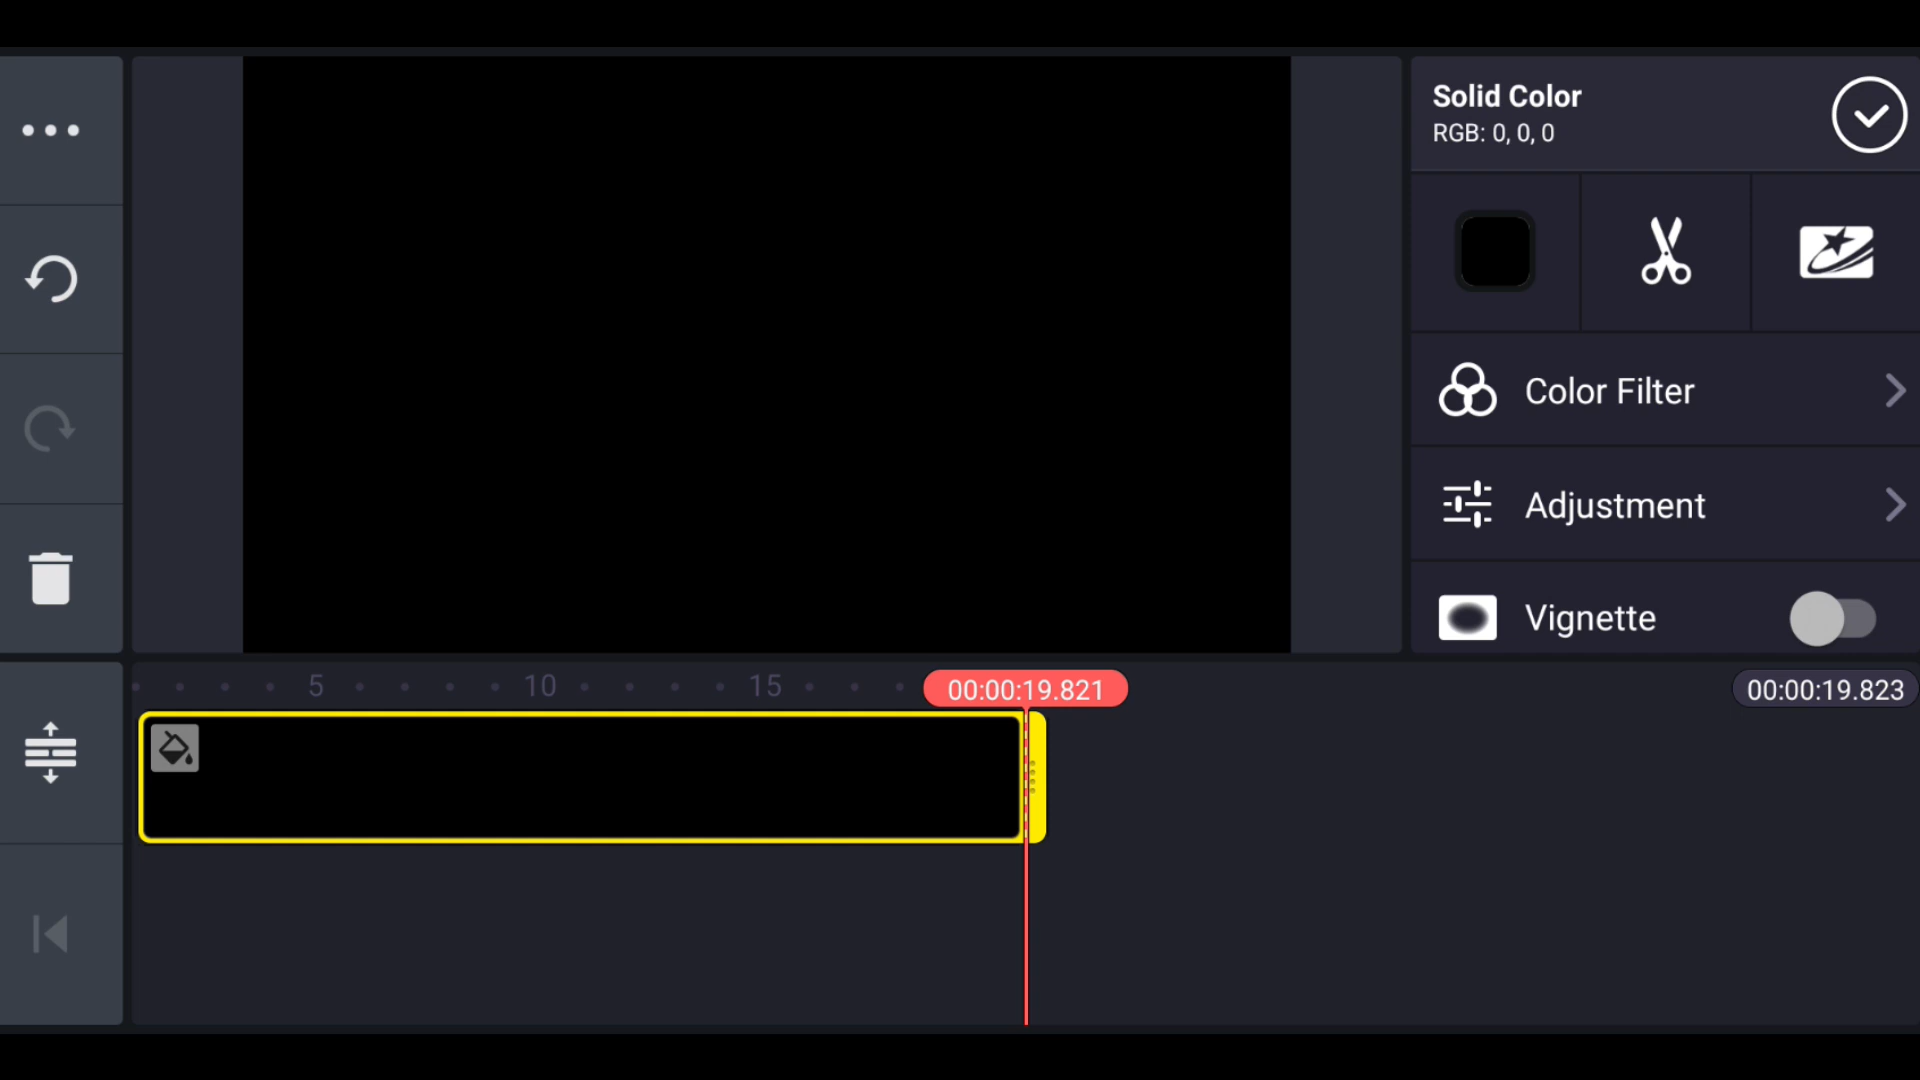 Solid Color
RGB: 0, 0, 0
Color Filter
Adjustment
Vignette
5 10 15
00:00:19.821
00:00:19.823